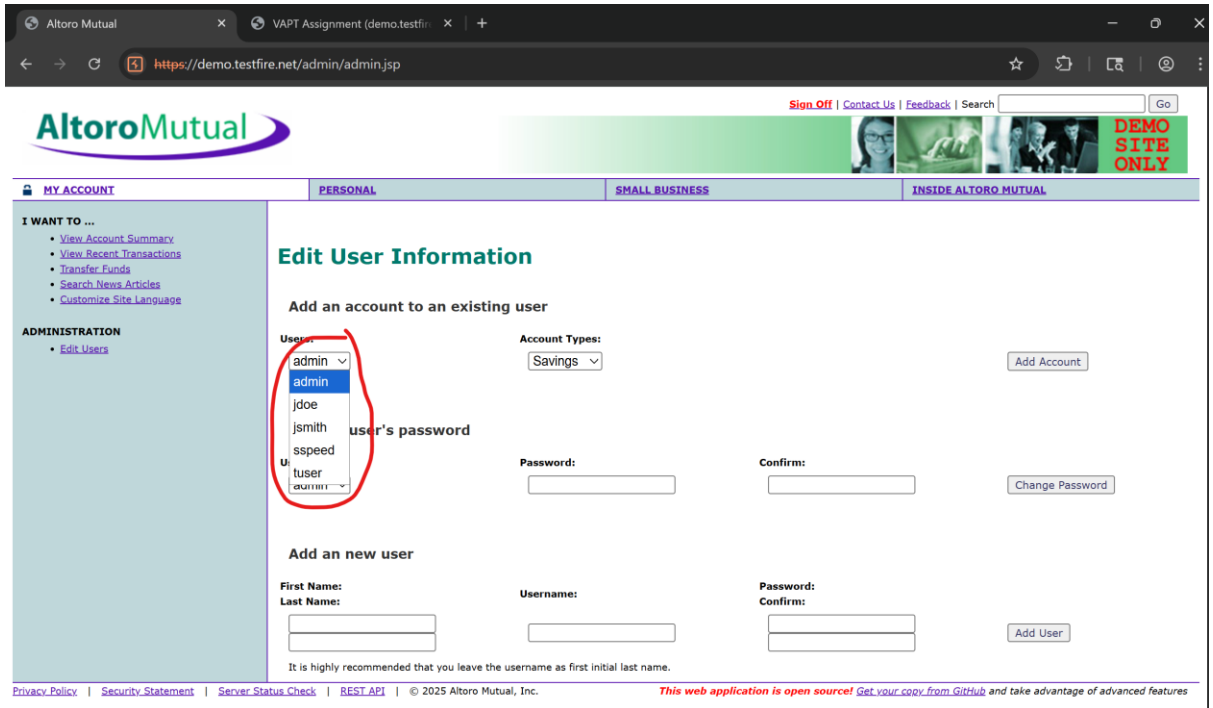 Altoro Mutual
VAPT Assignment (demo.testfir
https://demo.testfire.net/admin/admin.jsp
Sign Off | Contact Us | Feedback | Search
Go
AltoroMutual
DEMO
SITE
ONLY
MY ACCOUNT
PERSONAL
SMALL BUSINESS
INSIDE ALTORO MUTUAL
I WANT TO ...
View Account Summary
View Recent Transactions
Transfer Funds
Search News Articles
Customize Site Language
ADMINISTRATION
Edit Users
Edit User Information
Add an account to an existing user
Users:
Account Types:
admin
Savings
Add Account
admin
jdoe
jsmith
sspeed
tuser
user's password
Password:
Confirm:
admin
Change Password
Add an new user
First Name:
Last Name:
Username:
Password:
Confirm:
Add User
It is highly recommended that you leave the username as first initial last name.
Privacy Policy | Security Statement | Server Status Check | REST API | © 2025 Altoro Mutual, Inc.
This web application is open source! Get your copy from GitHub and take advantage of advanced features